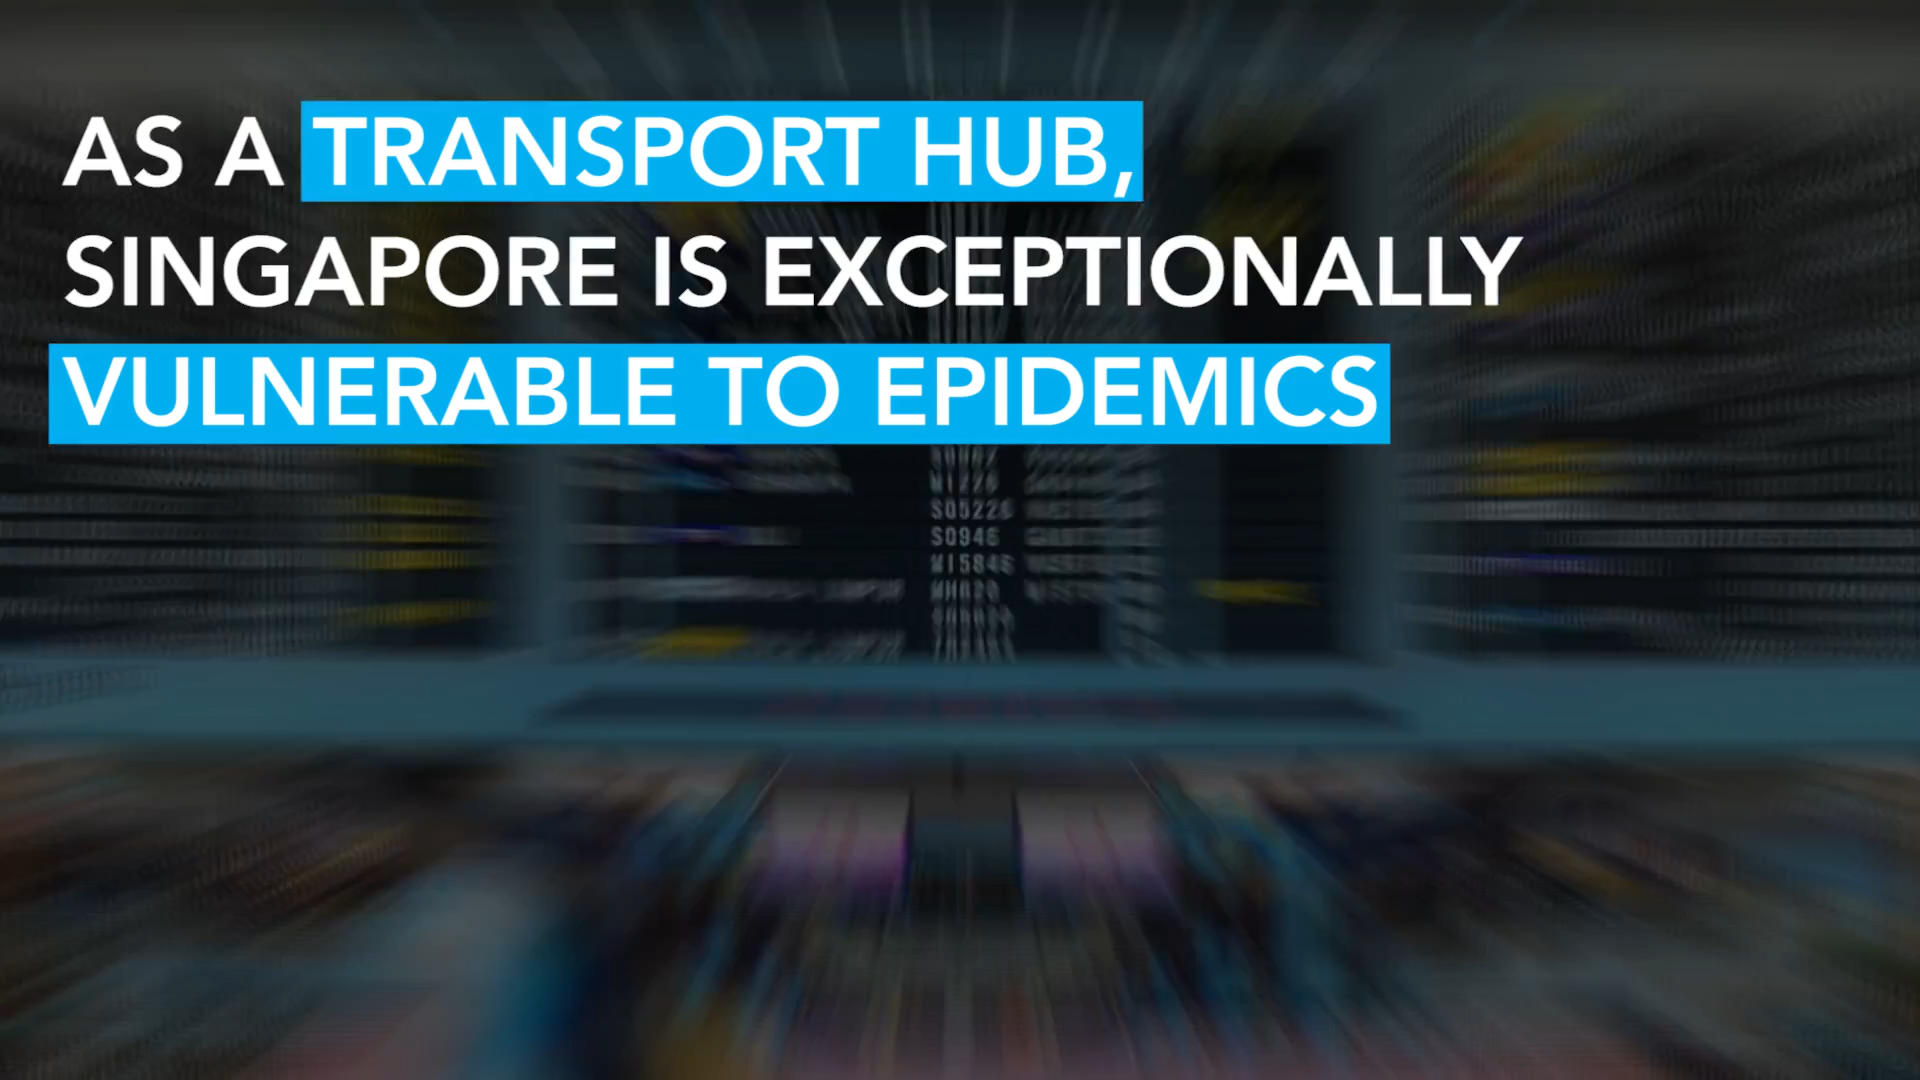 AS A TRANSPORT HUB,
SINGAPORE IS EXCEPTIONALLY
VULNERABLE TO EPIDEMICS